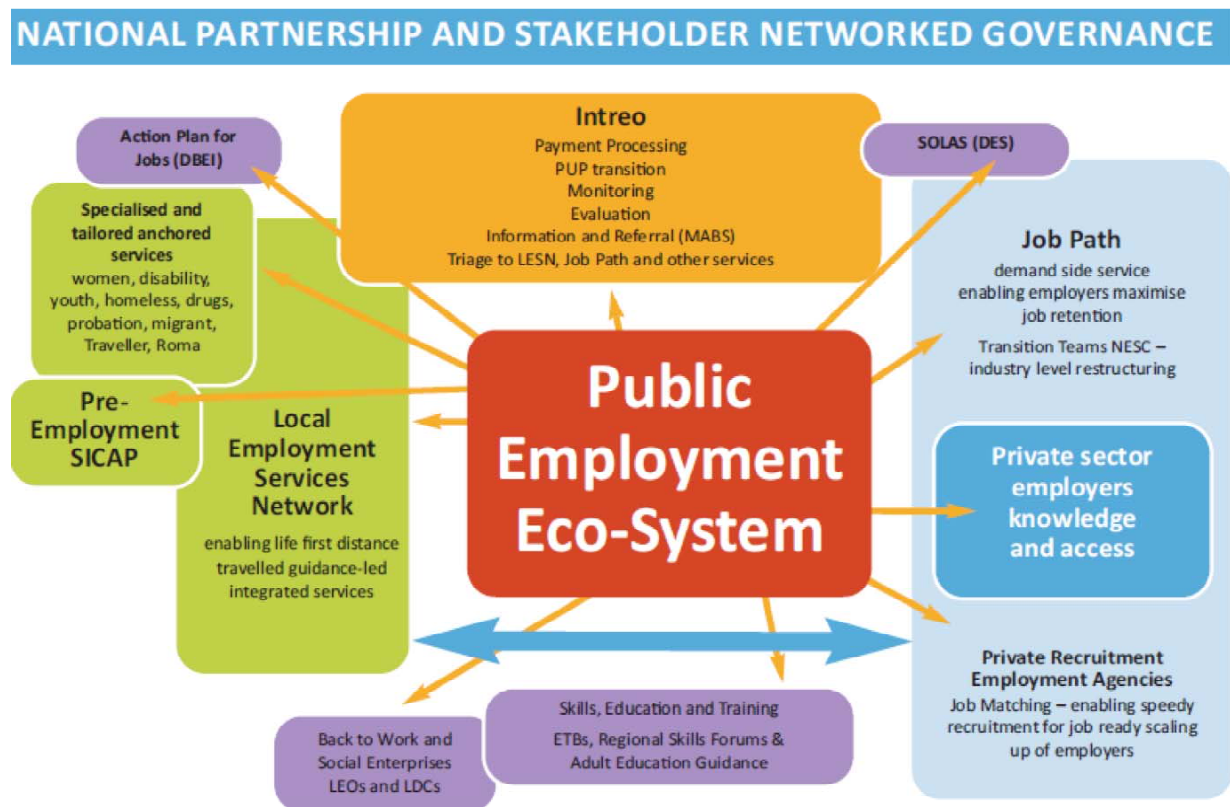 NATIONAL PARTNERSHIP AND STAKEHOLDER NETWORKED GOVERNANCE
Action Plan for
Jobs (DBEI)
Intreo
Payment Processing
PUP transition
Monitoring
Evaluation
Information and Referral (MABS)
Triage to LESN, Job Path and other services
SOLAS (DES)
Specialised and
tailored anchored
services
women, disability,
youth, homeless, drugs,
probation, migrant,
Traveller, Roma
Pre-
Employment
SICAP
Local
Employment
Services
Network
enabling life first distance
travelled guidance-led
integrated services
Public
Employment
Eco-System
Job Path
demand side service
enabling employers maximise
job retention
Transition Teams NESC –
industry level restructuring
Private sector
employers
knowledge
and access
Private Recruitment
Employment Agencies
Job Matching – enabling speedy
recruitment for job ready scaling
up of employers
Back to Work and
Social Enterprises
LEOs and LDCs
Skills, Education and Training
ETBs, Regional Skills Forums &
Adult Education Guidance